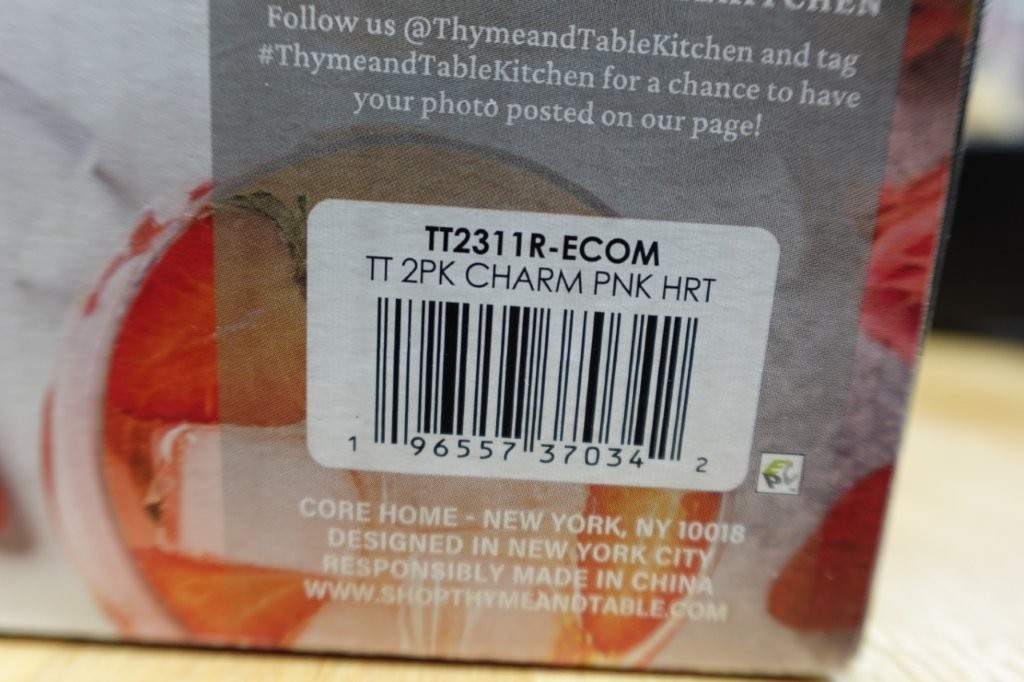 Follow us @ThymeandTableKitchen and tag
#ThymeandTableKitchen for a chance to have
your photo posted on our page!
TT2311R-ECOM
TT 2PK CHARM PNK HRT
1 96557 37034 2
CORE HOME - NEW YORK, NY 10018
DESIGNED IN NEW YORK CITY
RESPONSIBLY MADE IN CHINA
WWW.SHOPTHYMEANDTABLE.COM